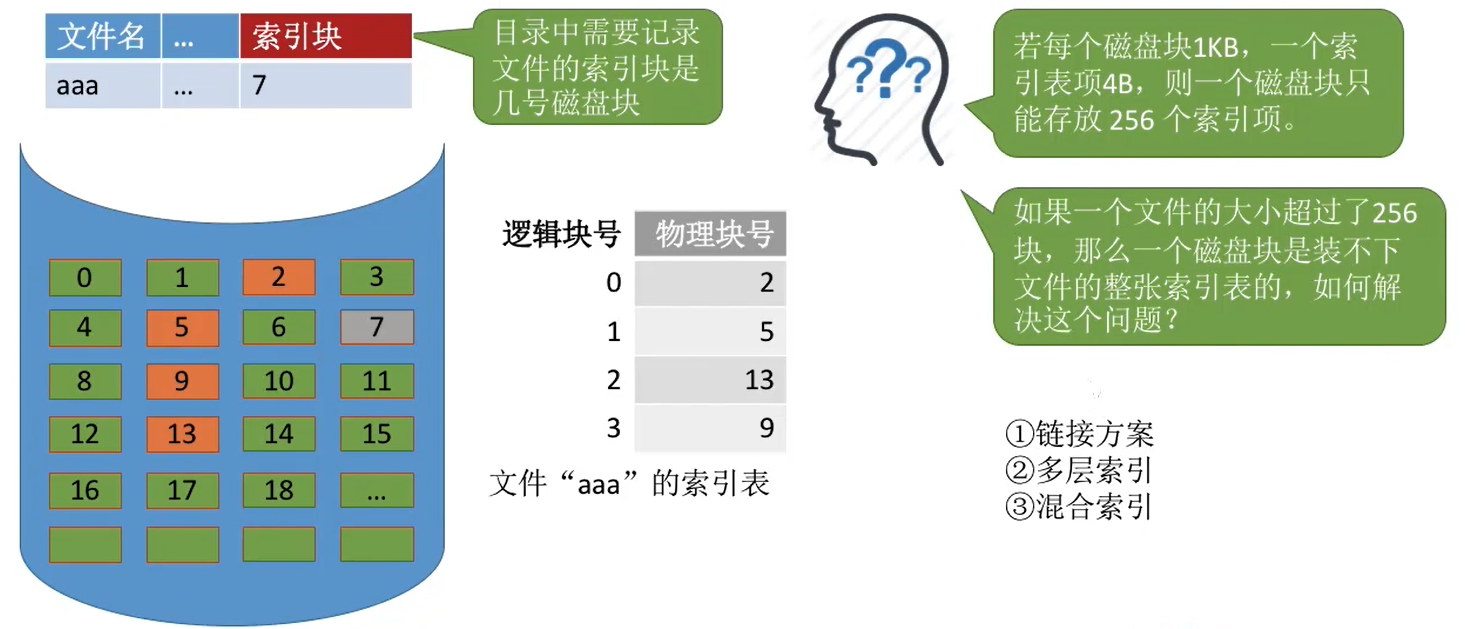 文件名 … 索引块
aaa … 7
目录中需要记录
文件的索引块是
几号磁盘块
???
若每个磁盘块1KB，一个索
引表项4B，则一个磁盘块只
能存放 256 个索引项。
如果一个文件的大小超过了256
块，那么一个磁盘块是装不下
文件的整张索引表的，如何解
决这个问题？
0 1 2 3
4 5 6 7
8 9 10 11
12 13 14 15
16 17 18 …
逻辑块号 物理块号
0 2
1 5
2 13
3 9
文件“aaa”的索引表
①链接方案
②多层索引
③混合索引